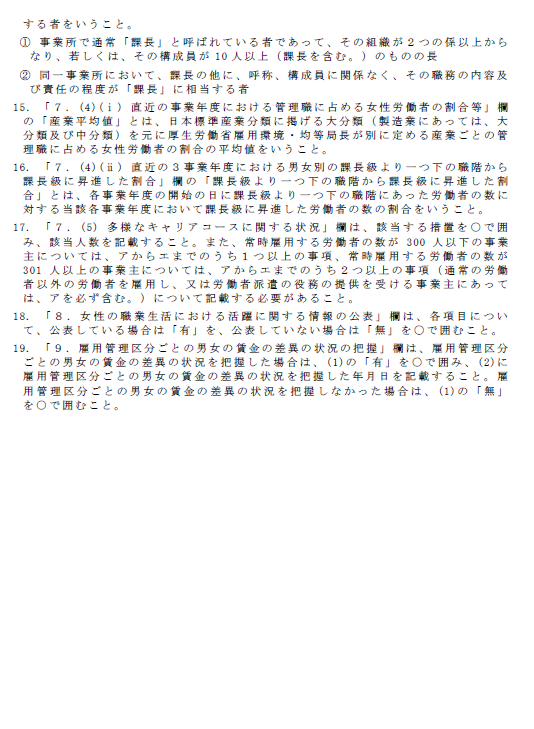 する者をいうこと。
① 事業所で通常「課長」と呼ばれている者であって、その組織が２つの係以上から
なり、若しくは、その構成員が 10 人以上（課長を含む。）のものの長
② 同一事業所において、課長の他に、呼称、構成員に関係なく、その職務の内容及
び責任の程度が「課長」に相当する者
15. 「７．(4)(ⅰ) 直近の事業年度における管理職に占める女性労働者の割合等」欄
の「産業平均値」とは、日本標準産業分類に掲げる大分類（製造業にあっては、大
分類及び中分類）を元に厚生労働省雇用環境・均等局長が別に定める産業ごとの管
理職に占める女性労働者の割合の平均値をいうこと。
16. 「７．(4)(ⅱ) 直近の３事業年度における男女別の課長級より一つ下の職階から
課長級に昇進した割合」欄の「課長級より一つ下の職階から課長級に昇進した割
合」とは、各事業年度の開始の日に課長級より一つ下の職階にあった労働者の数に
対する当該各事業年度において課長級に昇進した労働者の数の割合をいうこと。
17. 「７．(5) 多様なキャリアコースに関する状況」欄は、該当する措置を○で囲
み、該当人数を記載すること。また、常時雇用する労働者の数が 300 人以下の事業
主については、アからエまでのうち１つ以上の事項、常時雇用する労働者の数が
301 人以上の事業主については、アからエまでのうち２つ以上の事項（通常の労働
者以外の労働者を雇用し、又は労働者派遣の役務の提供を受ける事業主にあって
は、アを必ず含む。）について記載する必要があること。
18. 「８．女性の職業生活における活躍に関する情報の公表」欄は、各項目につい
て、公表している場合は「有」を、公表していない場合は「無」を○で囲むこと。
19. 「９．雇用管理区分ごとの男女の賃金の差異の状況の把握」欄は、雇用管理区分
ごとの男女の賃金の差異の状況を把握した場合は、(1)の「有」を○で囲み、(2)に
雇用管理区分ごとの男女の賃金の差異の状況を把握した年月日を記載すること。雇
用管理区分ごとの男女の賃金の差異の状況を把握しなかった場合は、(1)の「無」
を○で囲むこと。